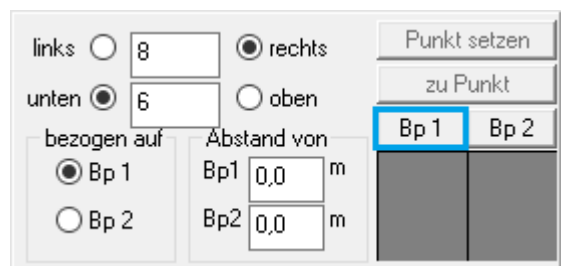 links 8 rechts
unten 6 oben
bezogen auf
Bp 1
Bp 2
Abstand von
Bp1 0,0 m
Bp2 0,0 m
Punkt setzen
zu Punkt
Bp 1 Bp 2